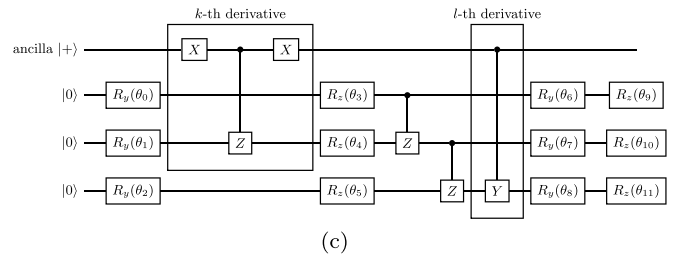 k-th derivative l-th derivative
ancilla |+⟩ X X
|0⟩ R_y(θ_0) R_z(θ_3) R_y(θ_6) R_z(θ_9)
|0⟩ R_y(θ_1) Z R_z(θ_4) Z R_y(θ_7) R_z(θ_10)
|0⟩ R_y(θ_2) R_z(θ_5) Z Y R_y(θ_8) R_z(θ_11)
(c)